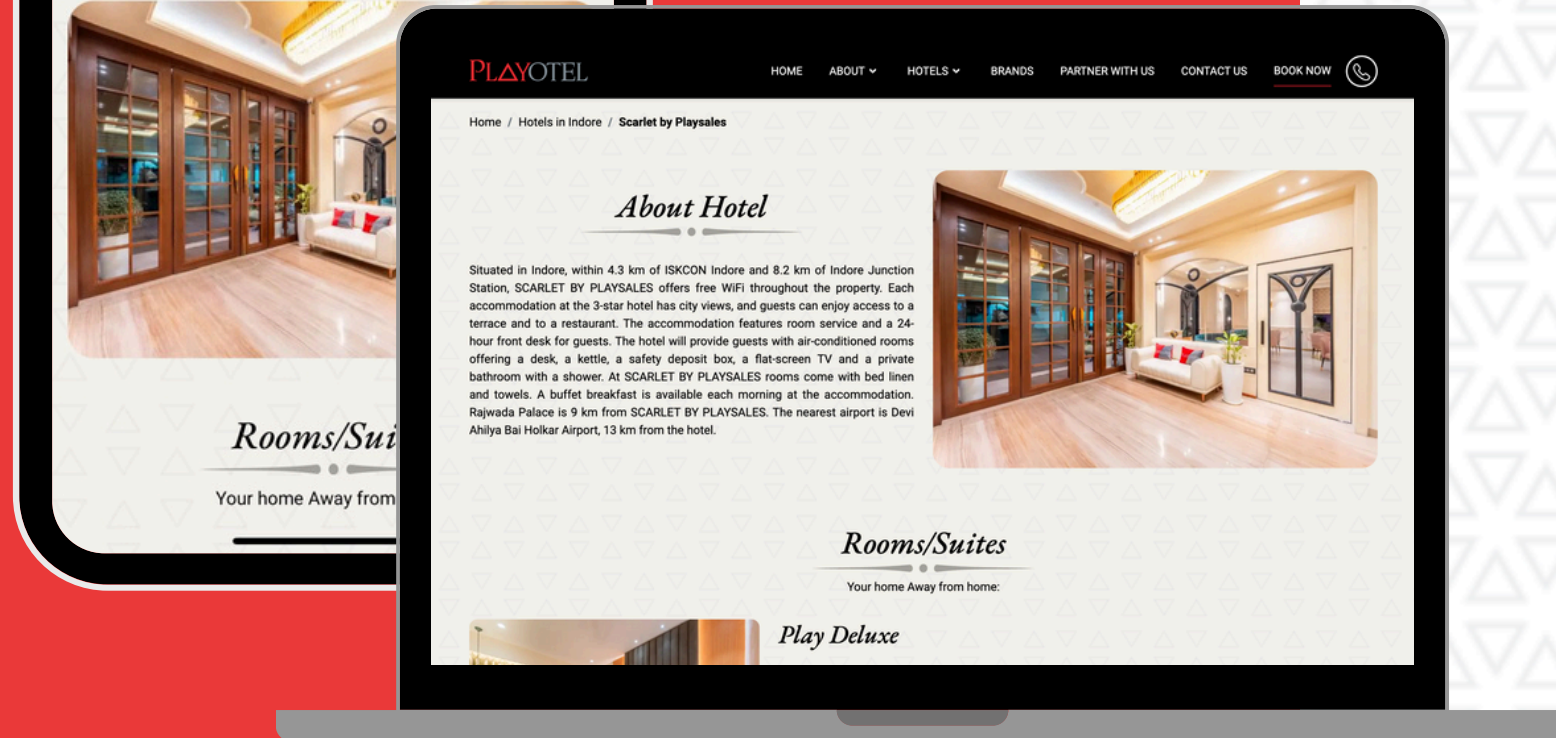 PLAYOTEL
HOME
ABOUT
HOTELS
BRANDS
PARTNER WITH US
CONTACT US
BOOK NOW
Home / Hotels in Indore / Scarlet by Playsales
About Hotel
Situated in Indore, within 4.3 km of ISKCON Indore and 8.2 km of Indore Junction
Station, SCARLET BY PLAYSALES offers free WiFi throughout the property. Each
accommodation at the 3-star hotel has city views, and guests can enjoy access to a
terrace and to a restaurant. The accommodation features room service and a 24-
hour front desk for guests. The hotel will provide guests with air-conditioned rooms
offering a desk, a kettle, a safety deposit box, a flat-screen TV and a private
bathroom with a shower. At SCARLET BY PLAYSALES rooms come with bed linen
and towels. A buffet breakfast is available each morning at the accommodation.
Rajwada Palace is 9 km from SCARLET BY PLAYSALES. The nearest airport is Devi
Ahilya Bai Holkar Airport, 13 km from the hotel.
Rooms/Suites
Your home Away from home:
Play Deluxe
Rooms/Sui
Your home Away from